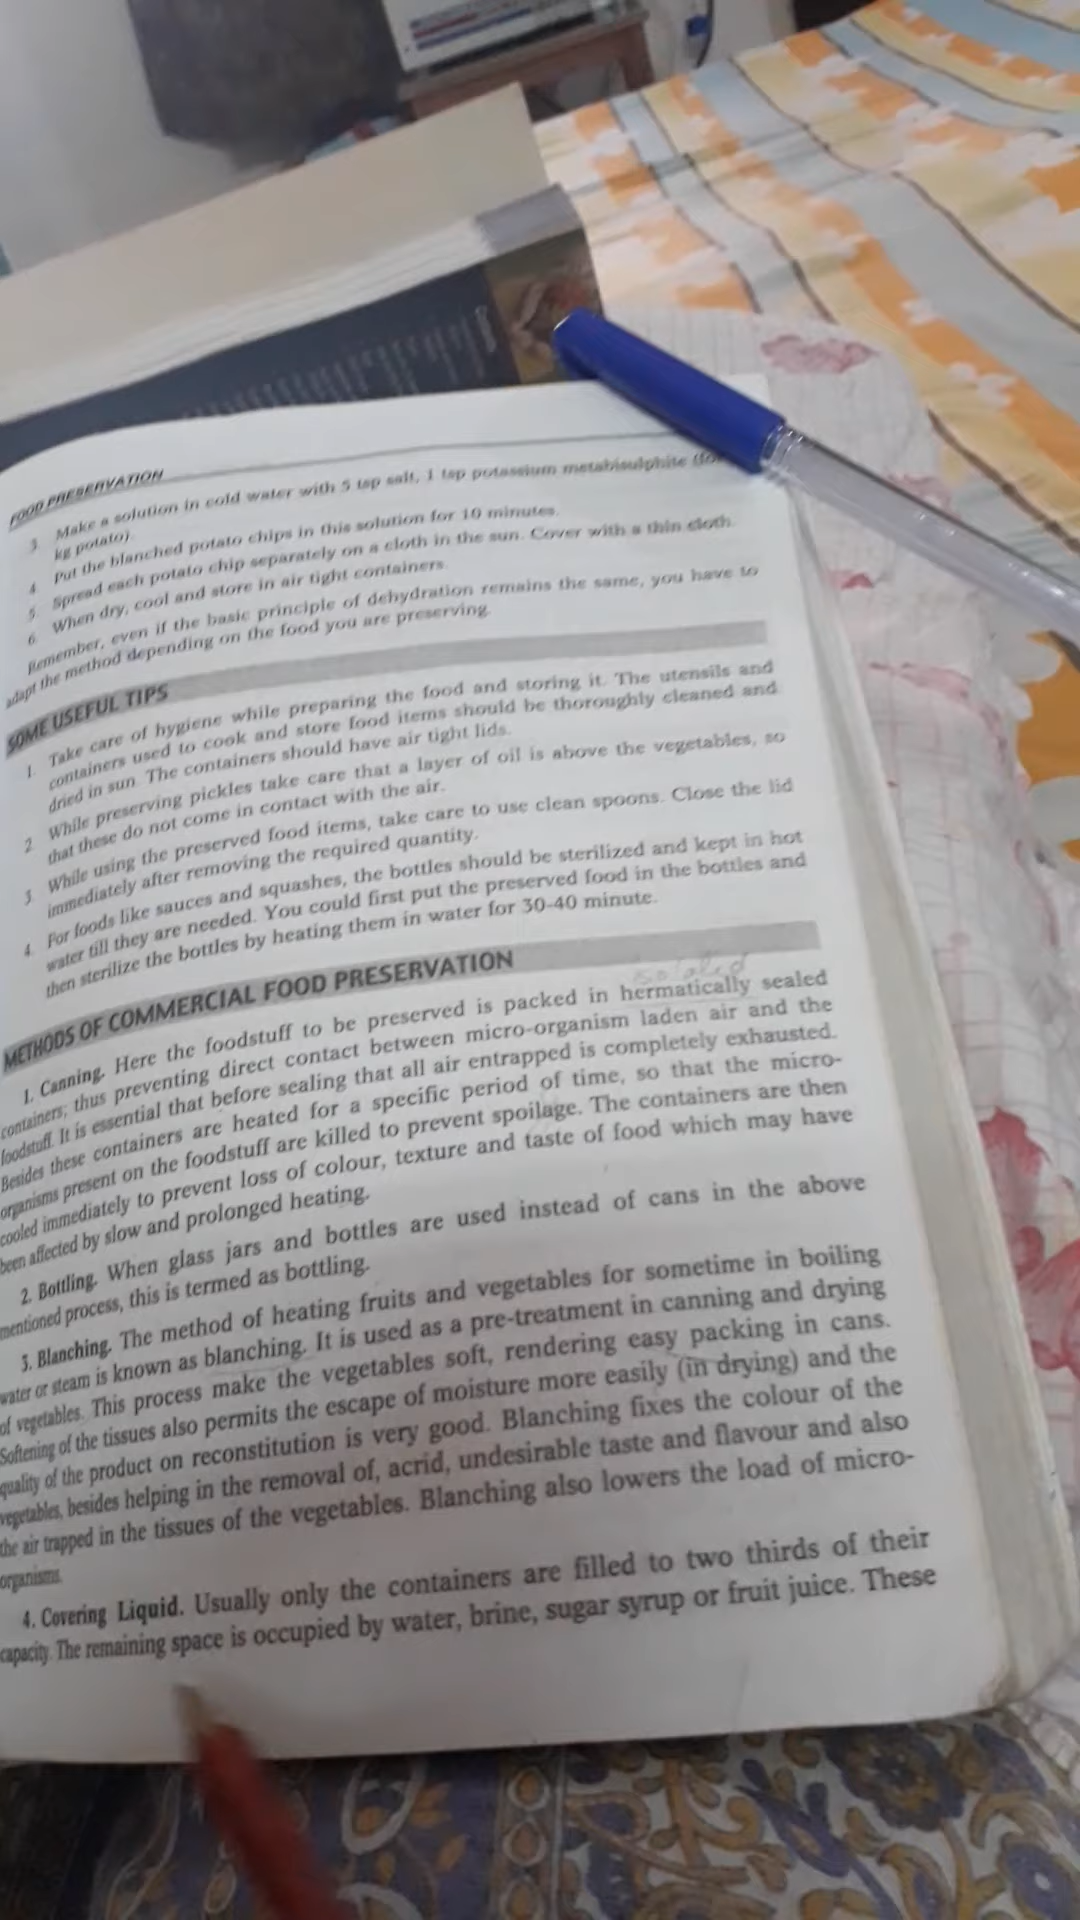 FOOD PRESERVATION
3. Make a solution in cold water with 5 tsp salt, 1 tsp potassium metabisulphite
kg potato).
4. Put the blanched potato chips in this solution for 10 minutes.
5. Spread each potato chip separately on a cloth in the sun. Cover with a thin cloth.
6. When dry, cool and store in air tight containers.
Remember, even if the basic principle of dehydration remains the same, you have to
adapt the method depending on the food you are preserving.
SOME USEFUL TIPS
1. Take care of hygiene while preparing the food and storing it. The utensils and
containers used to cook and store food items should be thoroughly cleaned and
dried in sun. The containers should have air tight lids.
2. While preserving pickles take care that a layer of oil is above the vegetables, so
that these do not come in contact with the air.
3. While using the preserved food items, take care to use clean spoons. Close the lid
immediately after removing the required quantity.
4. For foods like sauces and squashes, the bottles should be sterilized and kept in hot
water till they are needed. You could first put the preserved food in the bottles and
then sterilize the bottles by heating them in water for 30-40 minute.
METHODS OF COMMERCIAL FOOD PRESERVATION
1. Canning. Here the foodstuff to be preserved is packed in hermatically sealed
containers; thus preventing direct contact between micro-organism laden air and the
foodstuff. It is essential that before sealing that all air entrapped is completely exhausted.
Besides these containers are heated for a specific period of time, so that the micro-
organisms present on the foodstuff are killed to prevent spoilage. The containers are then
cooled immediately to prevent loss of colour, texture and taste of food which may have
been affected by slow and prolonged heating.
2. Bottling. When glass jars and bottles are used instead of cans in the above
mentioned process, this is termed as bottling.
3. Blanching. The method of heating fruits and vegetables for sometime in boiling
water or steam is known as blanching. It is used as a pre-treatment in canning and drying
of vegetables. This process make the vegetables soft, rendering easy packing in cans.
Softening of the tissues also permits the escape of moisture more easily (in drying) and the
quality of the product on reconstitution is very good. Blanching fixes the colour of the
vegetables, besides helping in the removal of, acrid, undesirable taste and flavour and also
the air trapped in the tissues of the vegetables. Blanching also lowers the load of micro-
organisms.
4. Covering Liquid. Usually only the containers are filled to two thirds of their
capacity. The remaining space is occupied by water, brine, sugar syrup or fruit juice. These